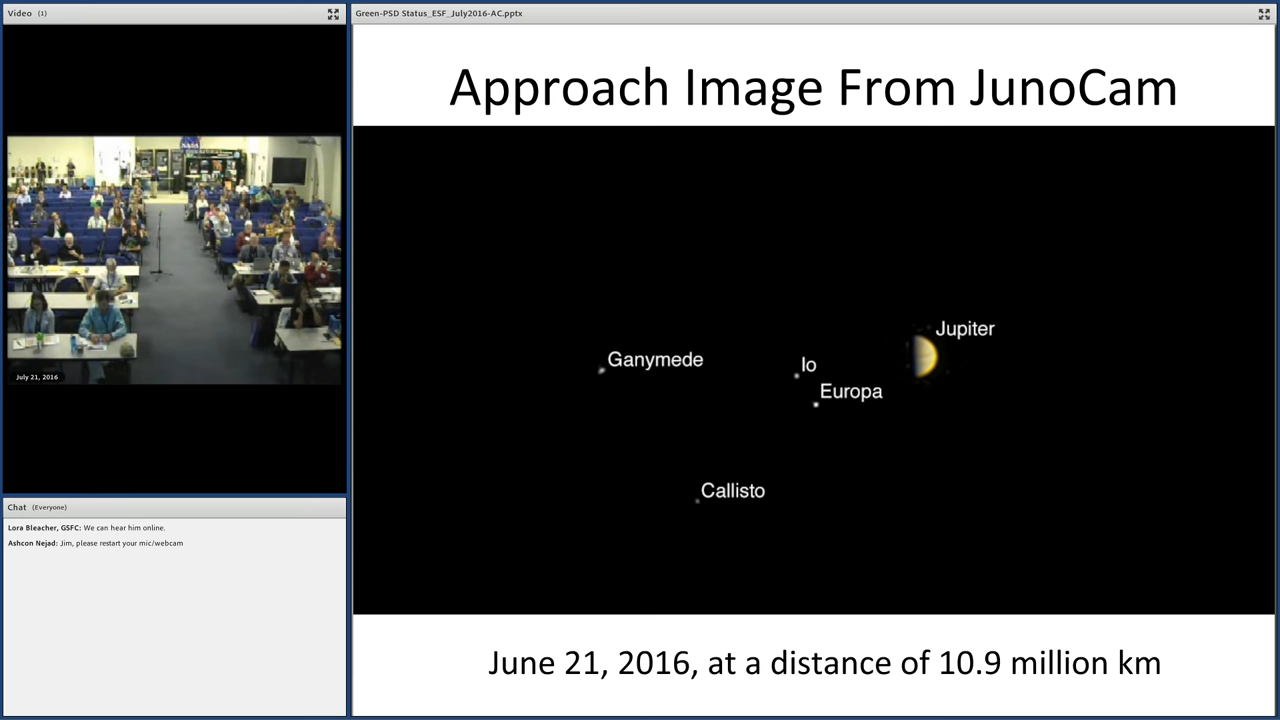 Video (1)
Green-PSD Status_ESF_July2016-AC.pptx
NASA
July 21, 2016
Approach Image From JunoCam
Jupiter
Ganymede
Io
Europa
Callisto
June 21, 2016, at a distance of 10.9 million km
Chat (Everyone)
Lora Bleacher, GSFC: We can hear him online.
Ashcon Nejad: Jim, please restart your mic/webcam